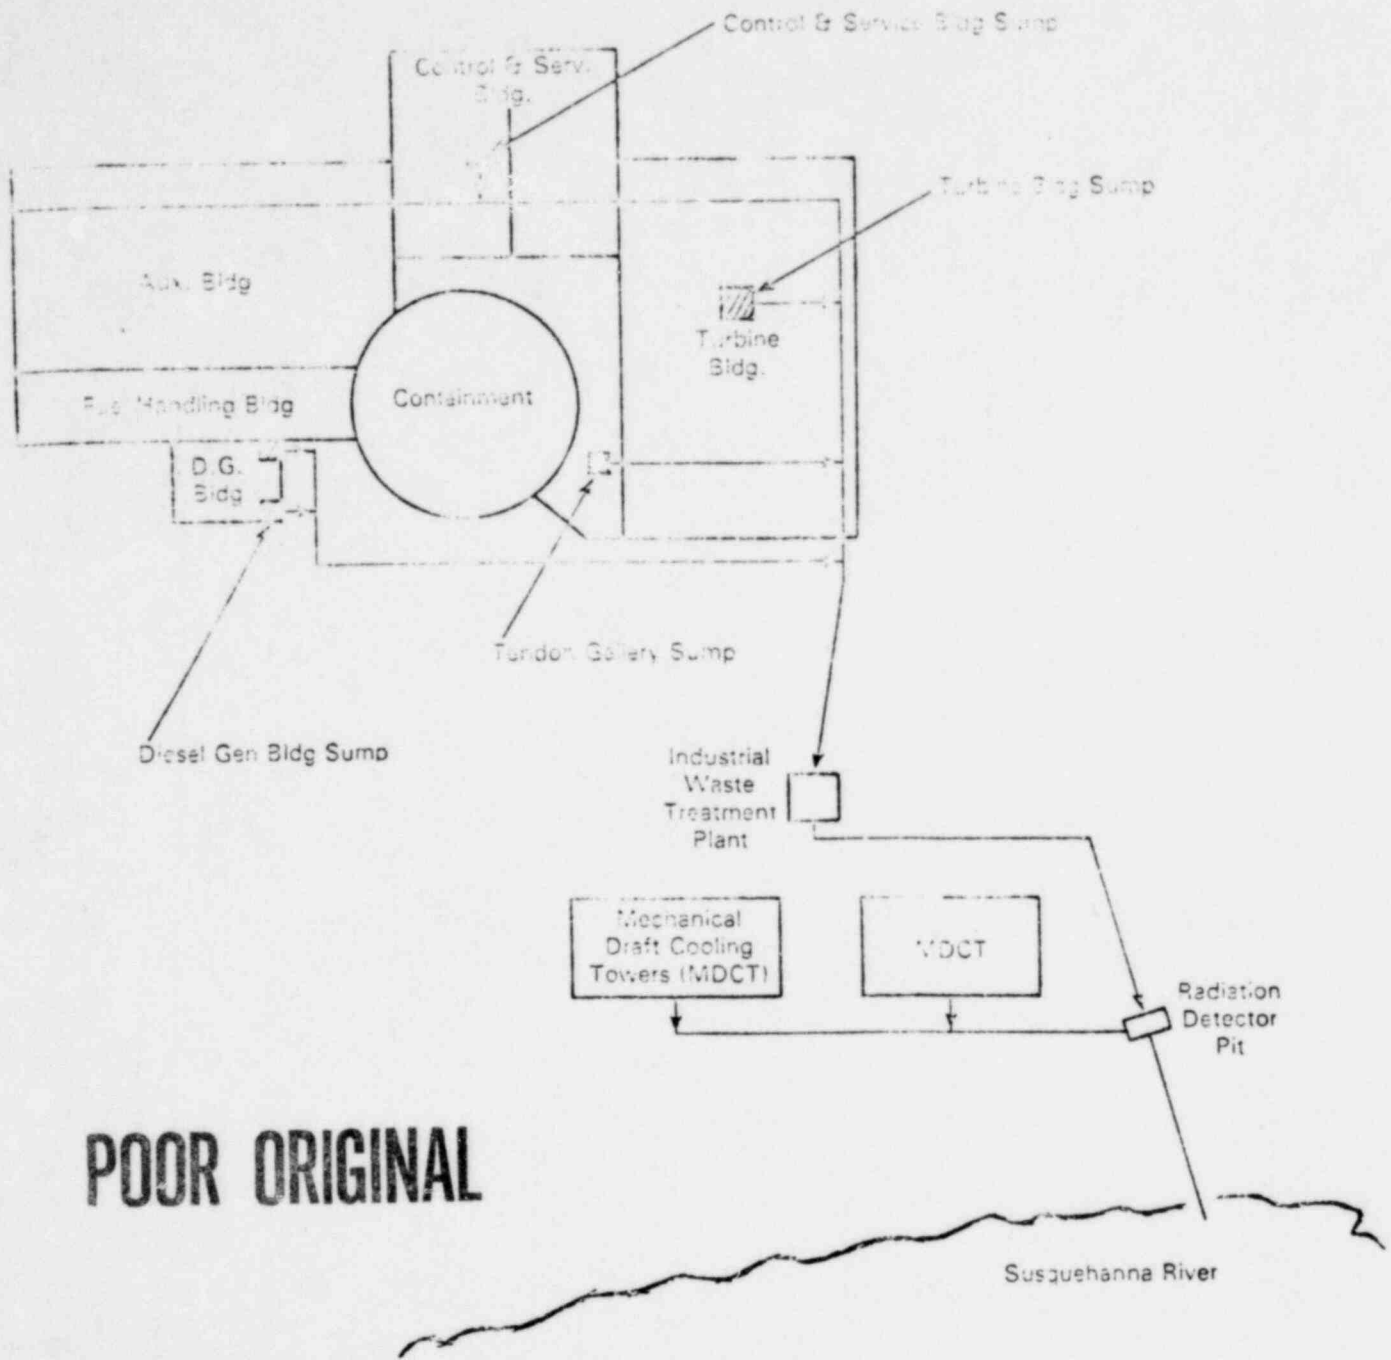 Control & Service Bldg Sump
Control & Serv.
Bldg.
Turbine Bldg Sump
Aux. Bldg
Turbine
Bldg.
Containment
Fuel Handling Bldg
D.G.
Bldg
Tendon Gallery Sump
Diesel Gen Bldg Sump
Industrial
Waste
Treatment
Plant
Mechanical
Draft Cooling
Towers (MDCT)
MDCT
Radiation
Detector
Pit
POOR ORIGINAL
Susquehanna River